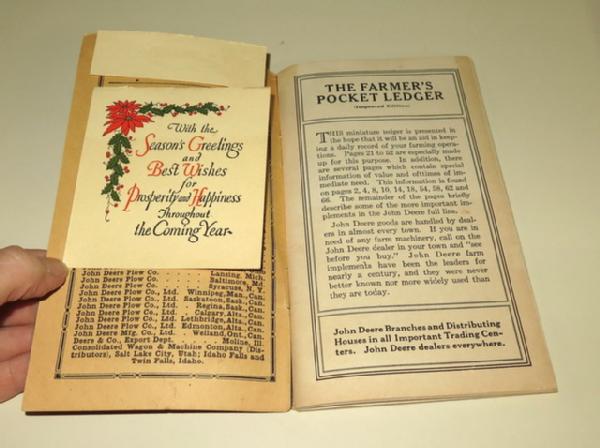 With the
Season's Greetings
and
Best Wishes
for
Prosperity and Happiness
Throughout
the Coming Year
John Deere Plow Co. . . . . . Lansing, Mich.
John Deere Plow Co. . . . . . Baltimore, Md.
John Deere Plow Co. . . . . . Syracuse, N. Y.
John Deere Plow Co., Ltd. Winnipeg, Man., Can.
John Deere Plow Co., Ltd. Saskatoon, Sask., Can.
John Deere Plow Co., Ltd. . Regina, Sask., Can.
John Deere Plow Co., Ltd. . Calgary, Alta., Can.
John Deere Plow Co., Ltd. Lethbridge, Alta., Can.
John Deere Plow Co., Ltd. Edmonton, Alta., Can.
John Deere Mfg. Co., Ltd. . Welland, Ont., Can.
Deere & Co., Export Dept. . . . . Moline, Ill.
Consolidated Wagon & Machine Company (Dis-
tributors), Salt Lake City, Utah; Idaho Falls and
Twin Falls, Idaho.
THE FARMER'S
POCKET LEDGER
THIS miniature ledger is presented in
the hope that it will be an aid in keep-
ing a daily record of your farming opera-
tions. Pages 21 to 52 are especially made
up for this purpose. In addition, there
are several pages which contain special
information of value and ofttimes of im-
mediate need. This information is found
on pages 2, 4, 8, 10, 14, 18, 54, 58, 62 and
66. The remainder of the pages briefly
describe some of the more important im-
plements in the John Deere full line.
John Deere goods are handled by deal-
ers in almost every town. If you are in
need of any farm machinery, call on the
John Deere dealer in your town and "see
before you buy." John Deere farm
implements have been the leaders for
nearly a century, and they were never
better known nor more widely used than
they are today.
John Deere Branches and Distributing
Houses in all Important Trading Cen-
ters. John Deere dealers everywhere.